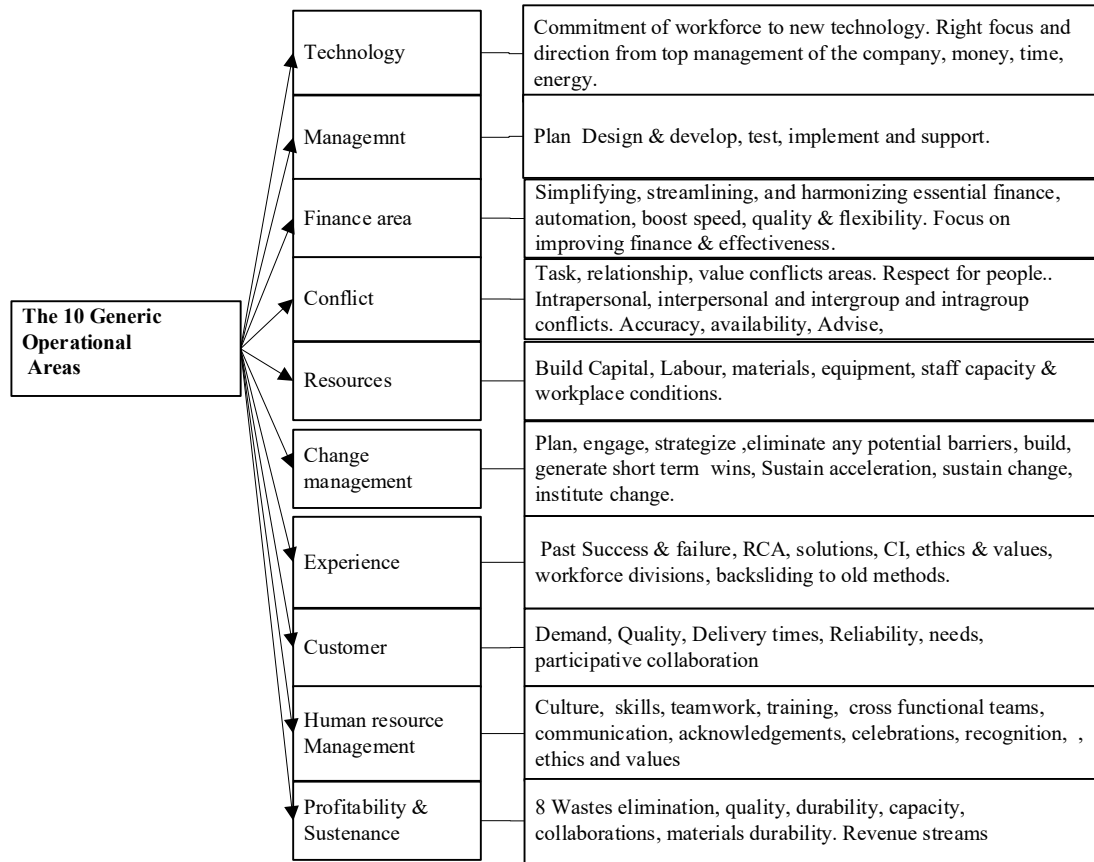 Technology
Commitment of workforce to new technology. Right focus and
direction from top management of the company, money, time,
energy.
Managemnt
Plan  Design & develop, test, implement and support.
Finance area
Simplifying, streamlining, and harmonizing essential finance,
automation, boost speed, quality & flexibility. Focus on
improving finance & effectiveness.
Conflict
Task, relationship, value conflicts areas. Respect for people..
Intrapersonal, interpersonal and intergroup and intragroup
conflicts. Accuracy, availability, Advise,
The 10 Generic
Operational
Areas
Resources
Build Capital, Labour, materials, equipment, staff capacity &
workplace conditions.
Change
management
Plan, engage, strategize ,eliminate any potential barriers, build,
generate short term  wins, Sustain acceleration, sustain change,
institute change.
Experience
Past Success & failure, RCA, solutions, CI, ethics & values,
workforce divisions, backsliding to old methods.
Customer
Demand, Quality, Delivery times, Reliability, needs,
participative collaboration
Human resource
Management
Culture,  skills, teamwork, training,  cross functional teams,
communication, acknowledgements, celebrations, recognition,  ,
ethics and values
Profitability &
Sustenance
8 Wastes elimination, quality, durability, capacity,
collaborations, materials durability. Revenue streams